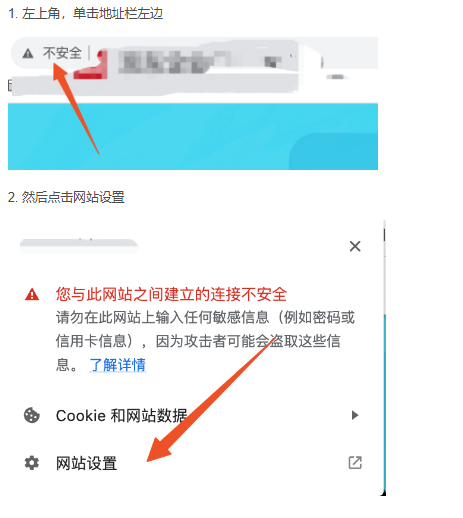 1. 左上角，单击地址栏左边
不安全
2. 然后点击网站设置
您与此网站之间建立的连接不安全
请勿在此网站上输入任何敏感信息（例如密码或
信用卡信息），因为攻击者可能会盗取这些信
息。 了解详情
Cookie 和网站数据
网站设置